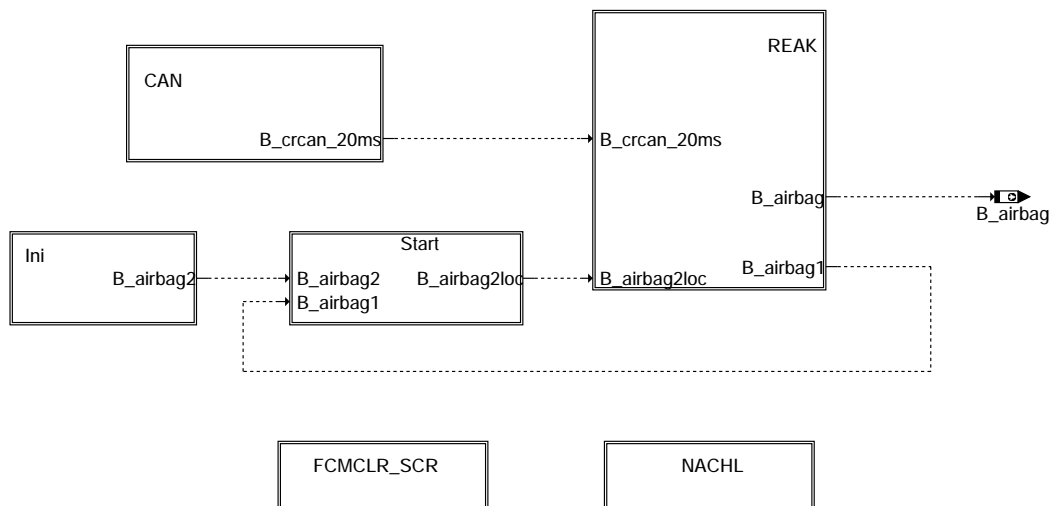 REAK
CAN
B_crcan_20ms
B_crcan_20ms
B_airbag
B_airbag
Ini
Start
B_airbag2
B_airbag2
B_airbag2loc
B_airbag2loc
B_airbag1
B_airbag1
FCMCLR_SCR
NACHL